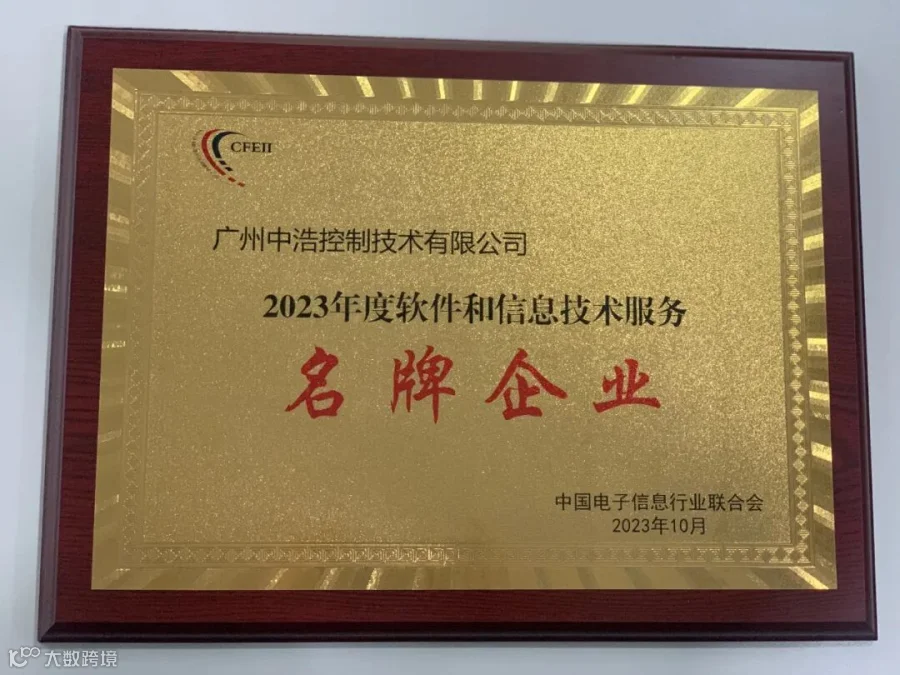 CFEII
广州中浩控制技术有限公司
2023年度软件和信息技术服务
名牌企业
中国电子信息行业联合会
2023年10月
大数跨境